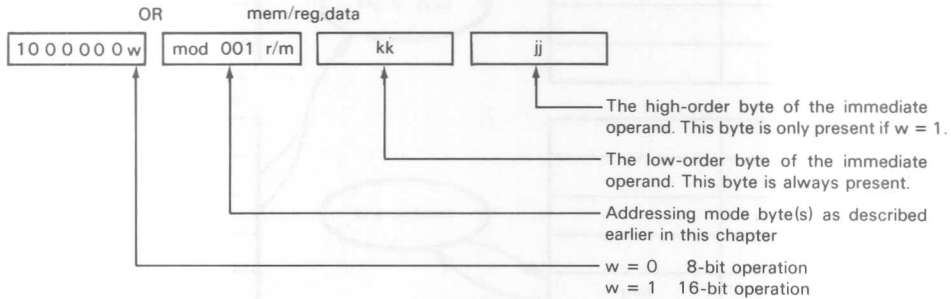 OR mem/reg,data
1 0 0 0 0 0 0 w mod 001 r/m kk jj
The high-order byte of the immediate
operand. This byte is only present if w = 1.
The low-order byte of the immediate
operand. This byte is always present.
Addressing mode byte(s) as described
earlier in this chapter
w = 0 8-bit operation
w = 1 16-bit operation